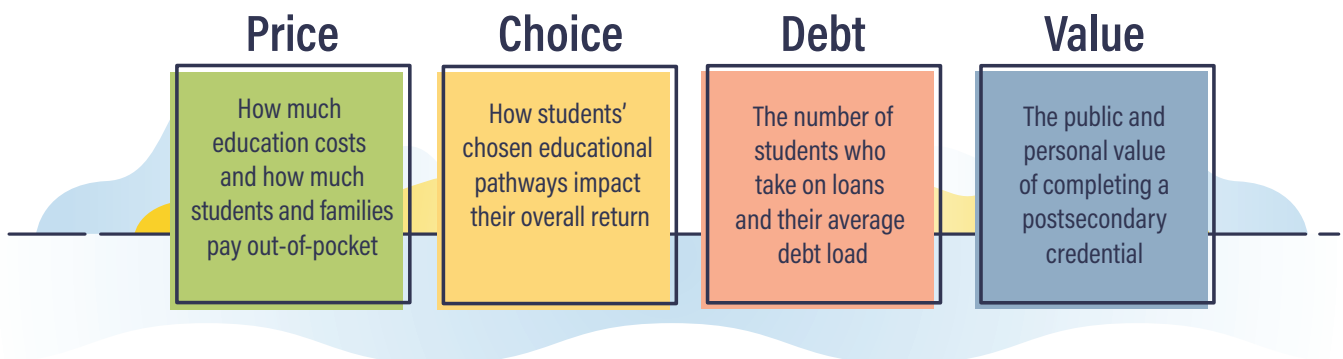 Price
How much
education costs
and how much
students and families
pay out-of-pocket
Choice
How students’
chosen educational
pathways impact
their overall return
Debt
The number of
students who
take on loans
and their average
debt load
Value
The public and
personal value
of completing a
postsecondary
credential